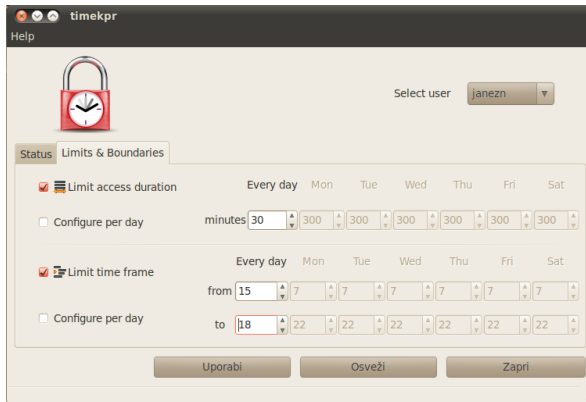 timekpr
Help
Select user janezn
Status Limits & Boundaries
Limit access duration Every day Mon Tue Wed Thu Fri Sat
Configure per day minutes 30 300 300 300 300 300 300
Limit time frame Every day Mon Tue Wed Thu Fri Sat
from 15 7 7 7 7 7 7
Configure per day to 18 22 22 22 22 22 22
Uporabi Osveži Zapri